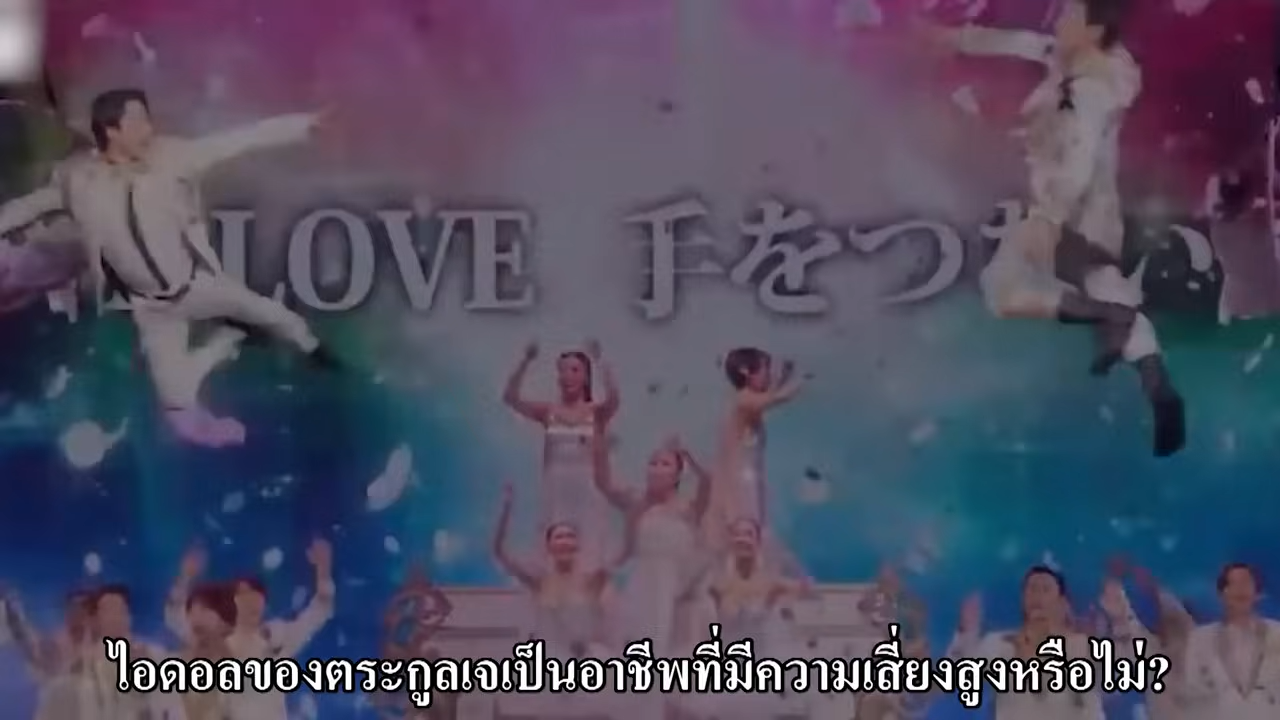 LOVE 手をつ
ไอดอลของตระกูลเจเป็นอาชีพที่มีความเสี่ยงสูงหรือไม่?